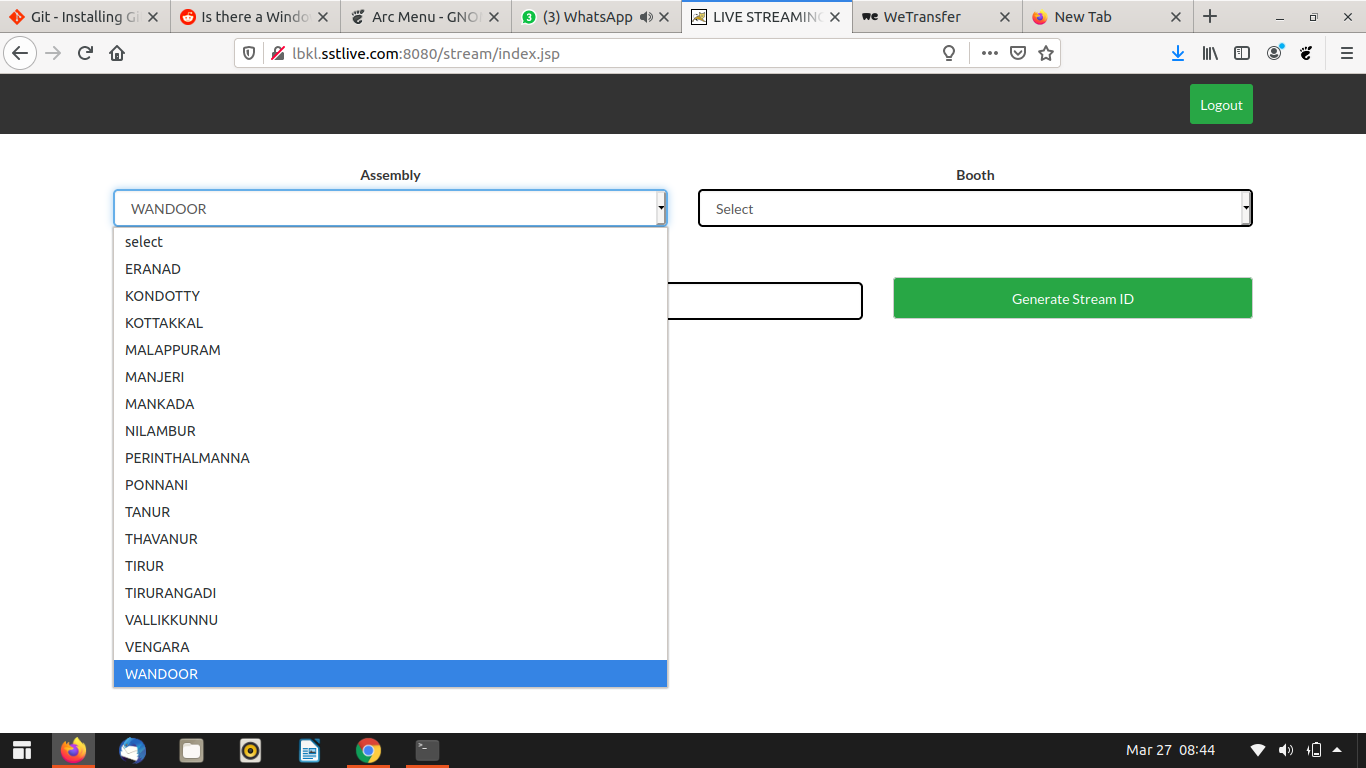 Git - Installing Gi
Is there a Windo
Arc Menu - GNO
(3) WhatsApp
LIVE STREAMING
WeTransfer
New Tab
lbkl.sstlive.com:8080/stream/index.jsp
Logout
Assembly
Booth
WANDOOR
Select
select
ERANAD
KONDOTTY
Generate Stream ID
KOTTAKKAL
MALAPPURAM
MANJERI
MANKADA
NILAMBUR
PERINTHALMANNA
PONNANI
TANUR
THAVANUR
TIRUR
TIRURANGADI
VALLIKKUNNU
VENGARA
WANDOOR
Mar 27 08:44